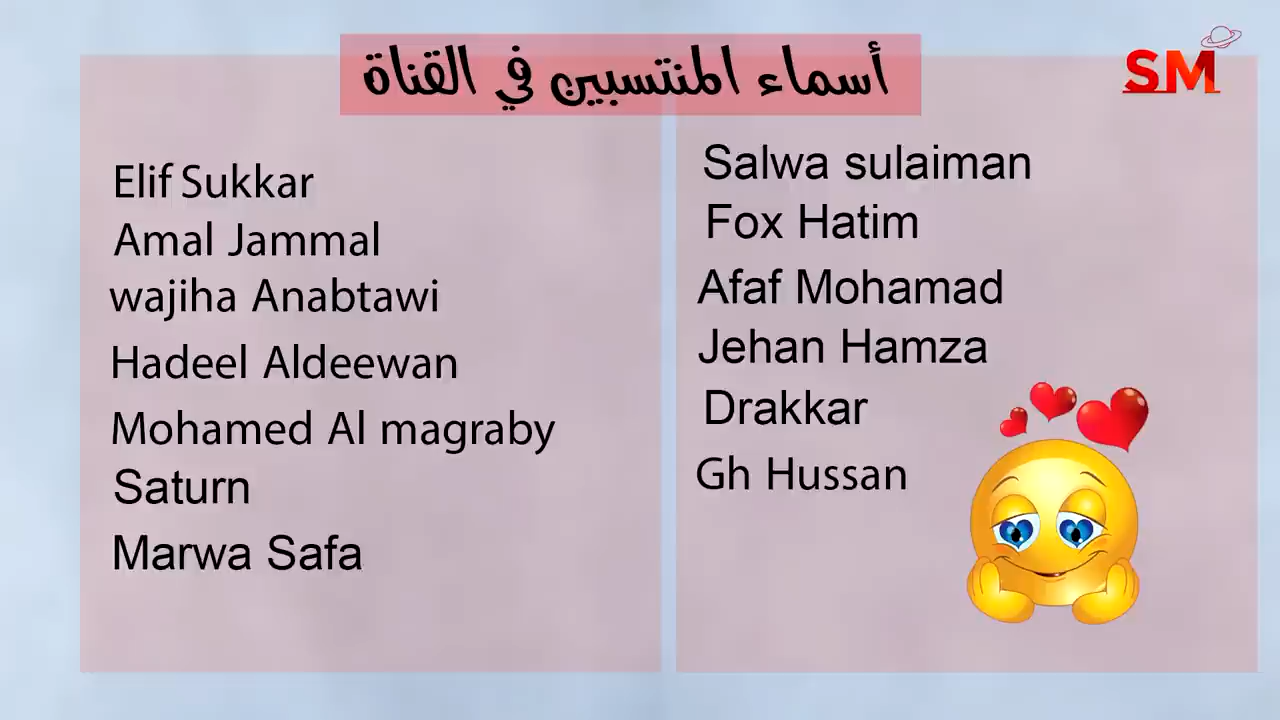 أسماء المنتسبين في القناة
SM
Elif Sukkar
Amal Jammal
wajiha Anabtawi
Hadeel Aldeewan
Mohamed Al magraby
Saturn
Marwa Safa
Salwa sulaiman
Fox Hatim
Afaf Mohamad
Jehan Hamza
Drakkar
Gh Hussan